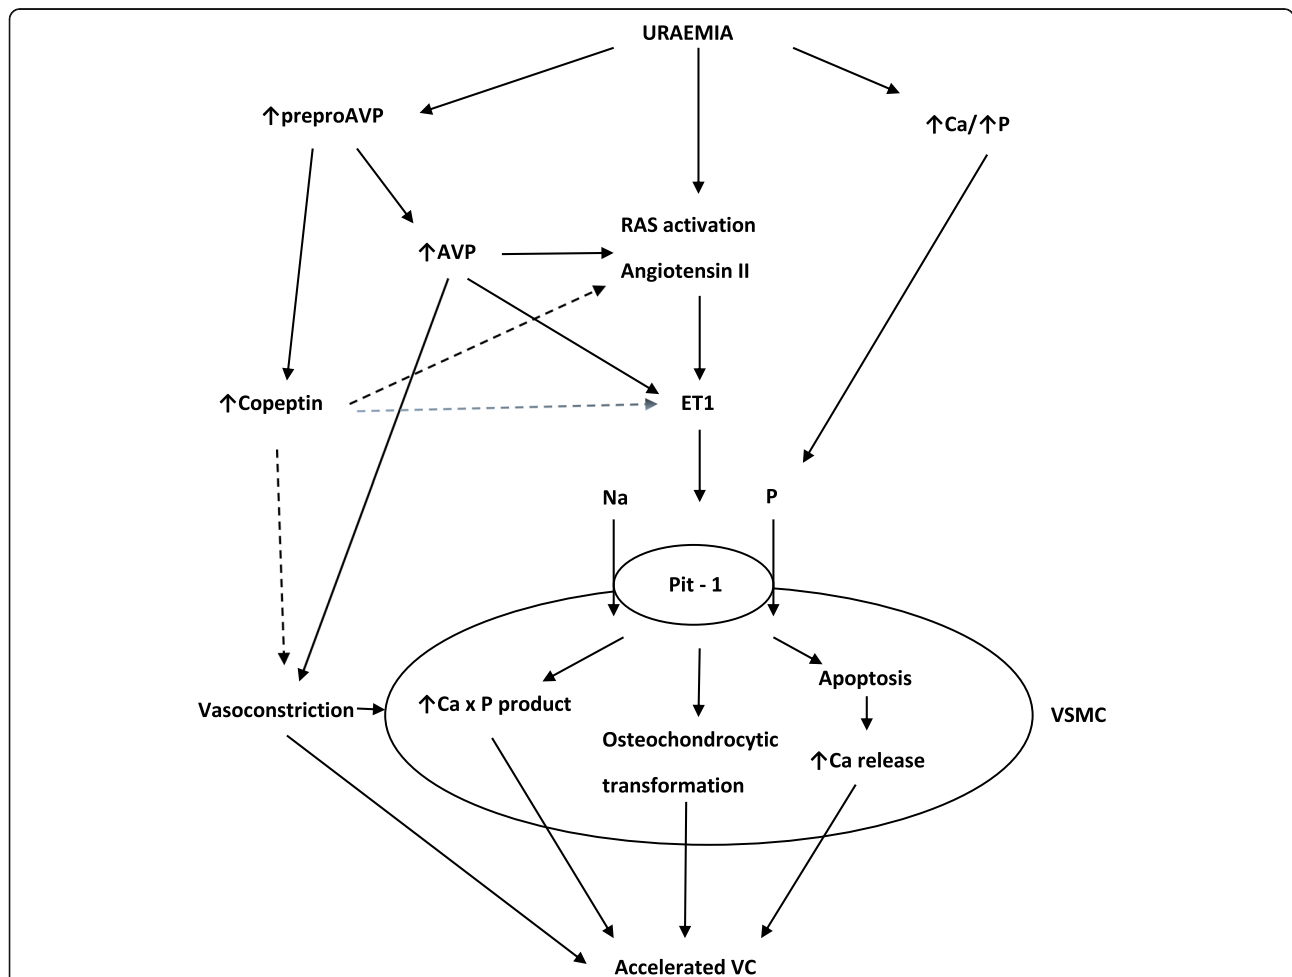 URAEMIA
↑preproAVP
↑Ca/↑P
RAS activation
↑AVP
Angiotensin II
↑Copeptin
ET1
Na
P
Pit - 1
Apoptosis
Vasoconstriction
↑Ca x P product
VSMC
Osteochondrocytic
↑Ca release
transformation
Accelerated VC